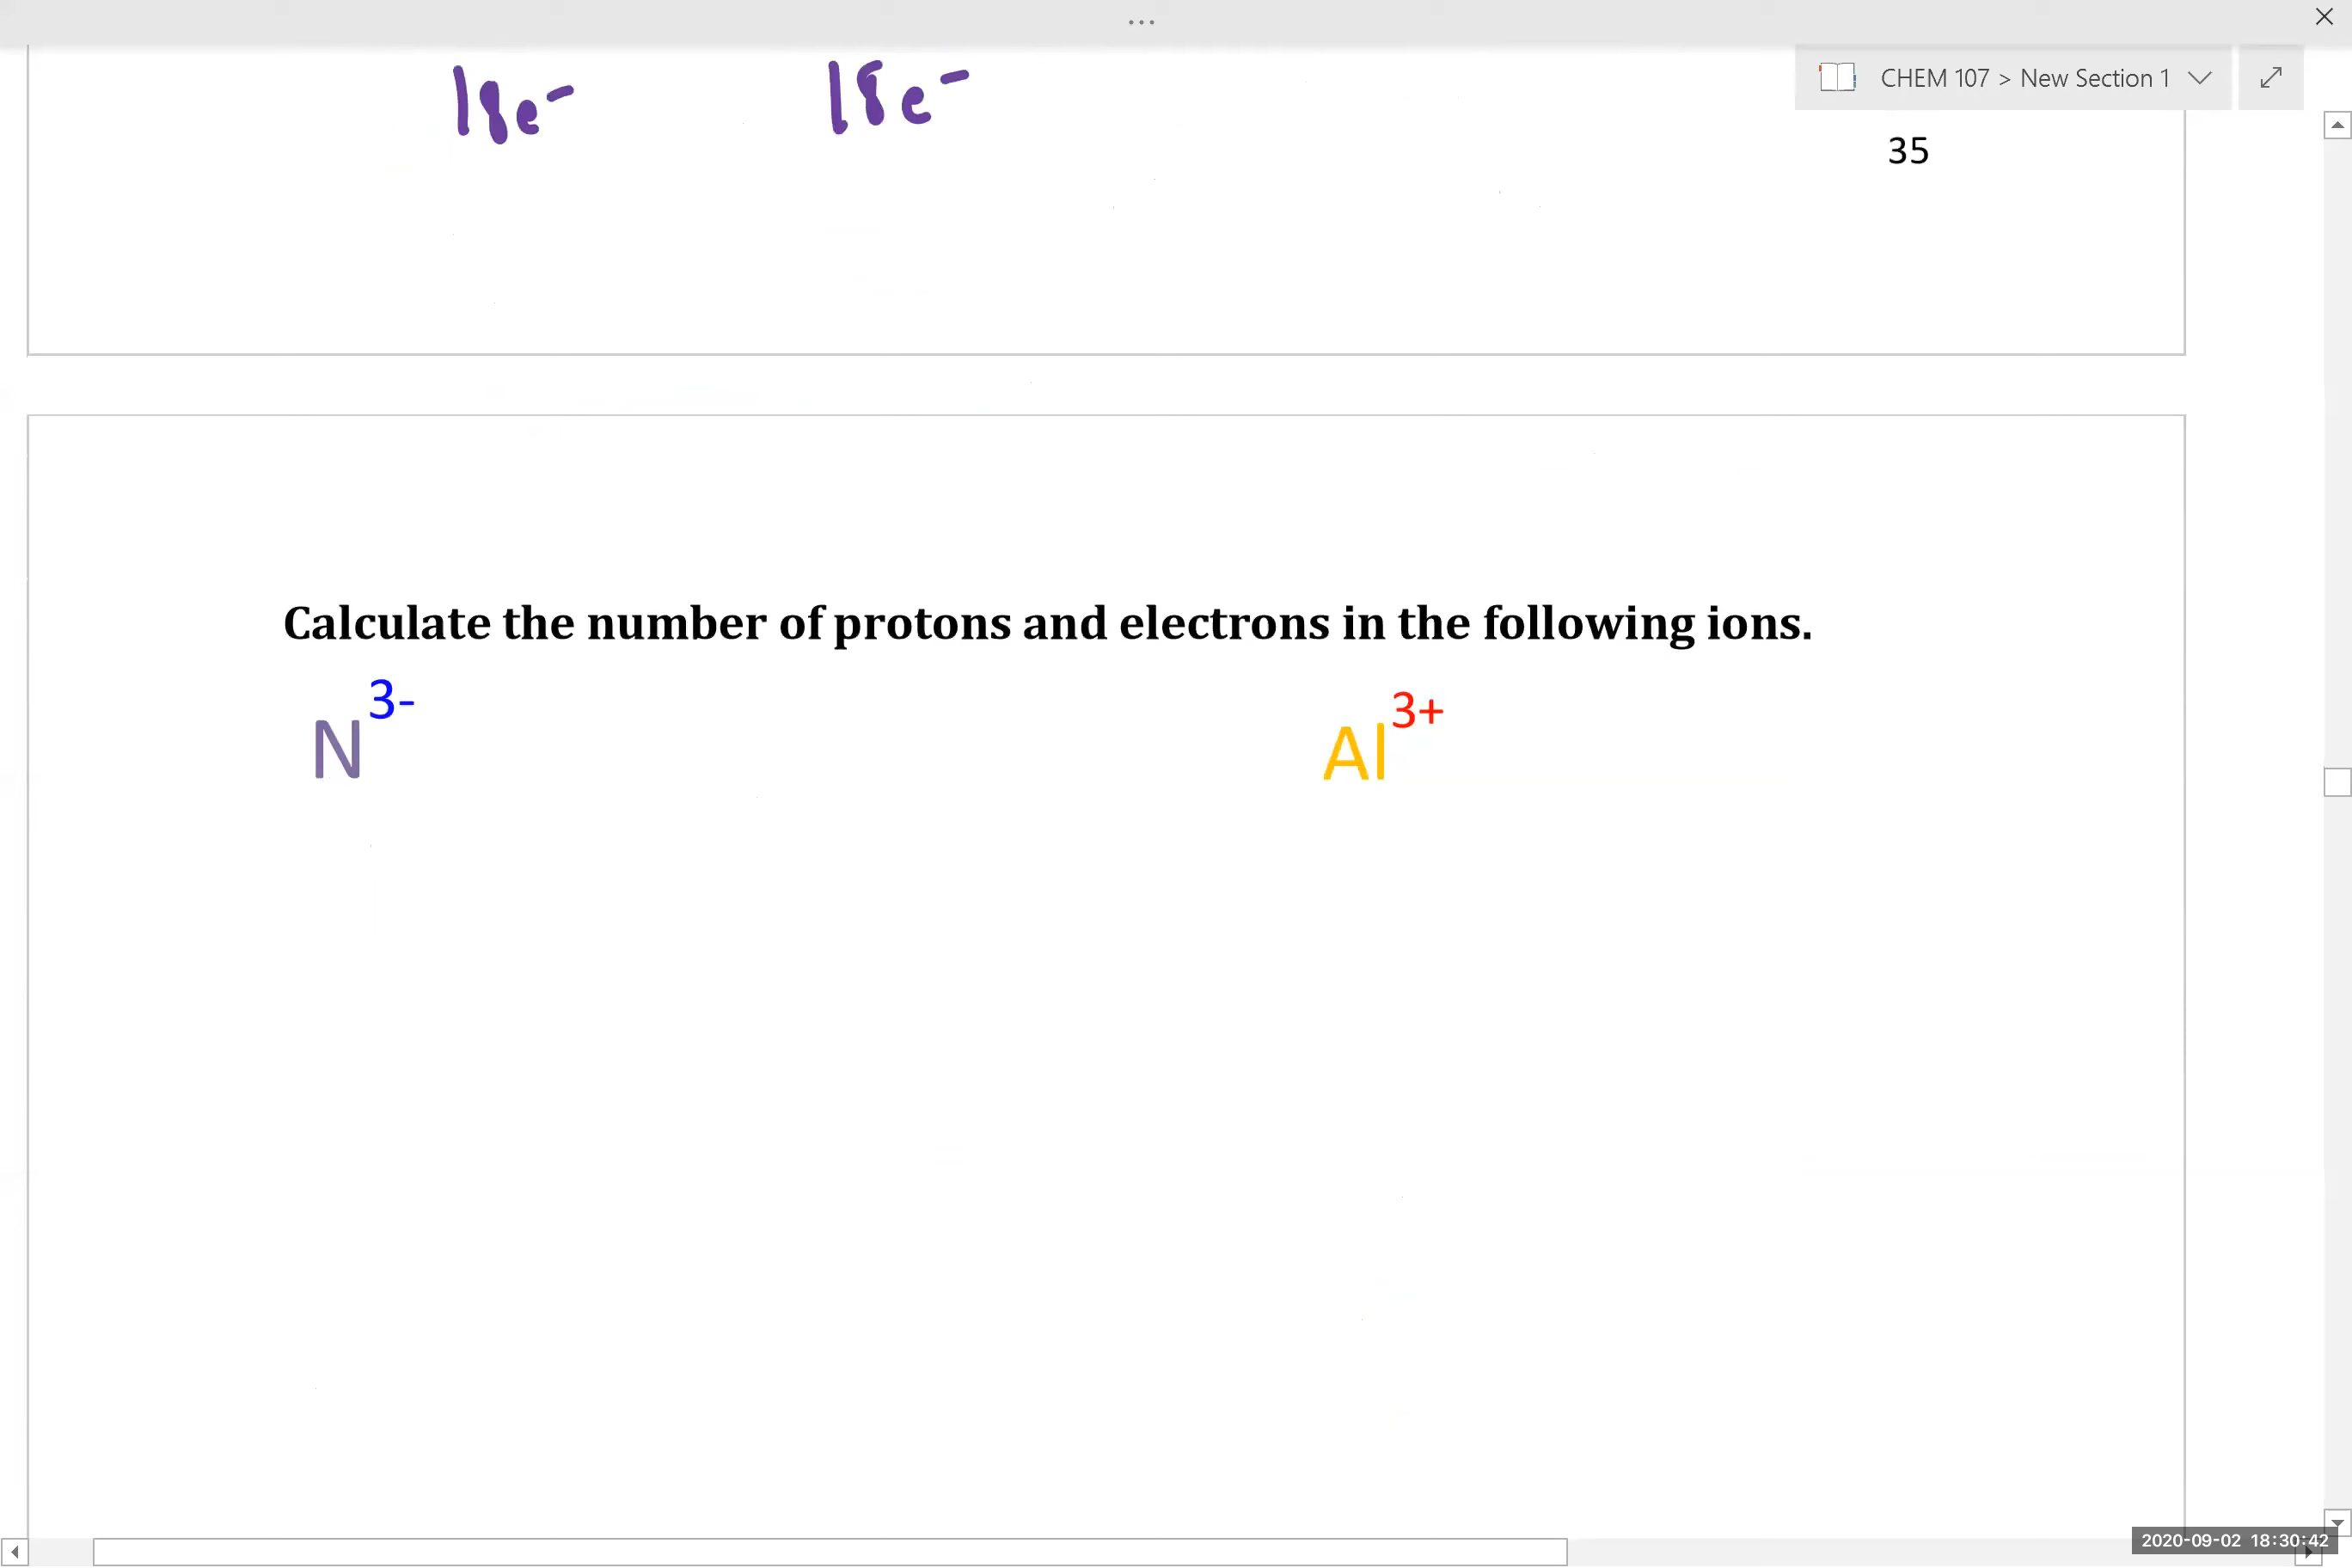 ...
CHEM 107 > New Section 1
18e⁻ 18e⁻
35
Calculate the number of protons and electrons in the following ions.
N³⁻ Al³⁺
2020-09-02 18:30:42